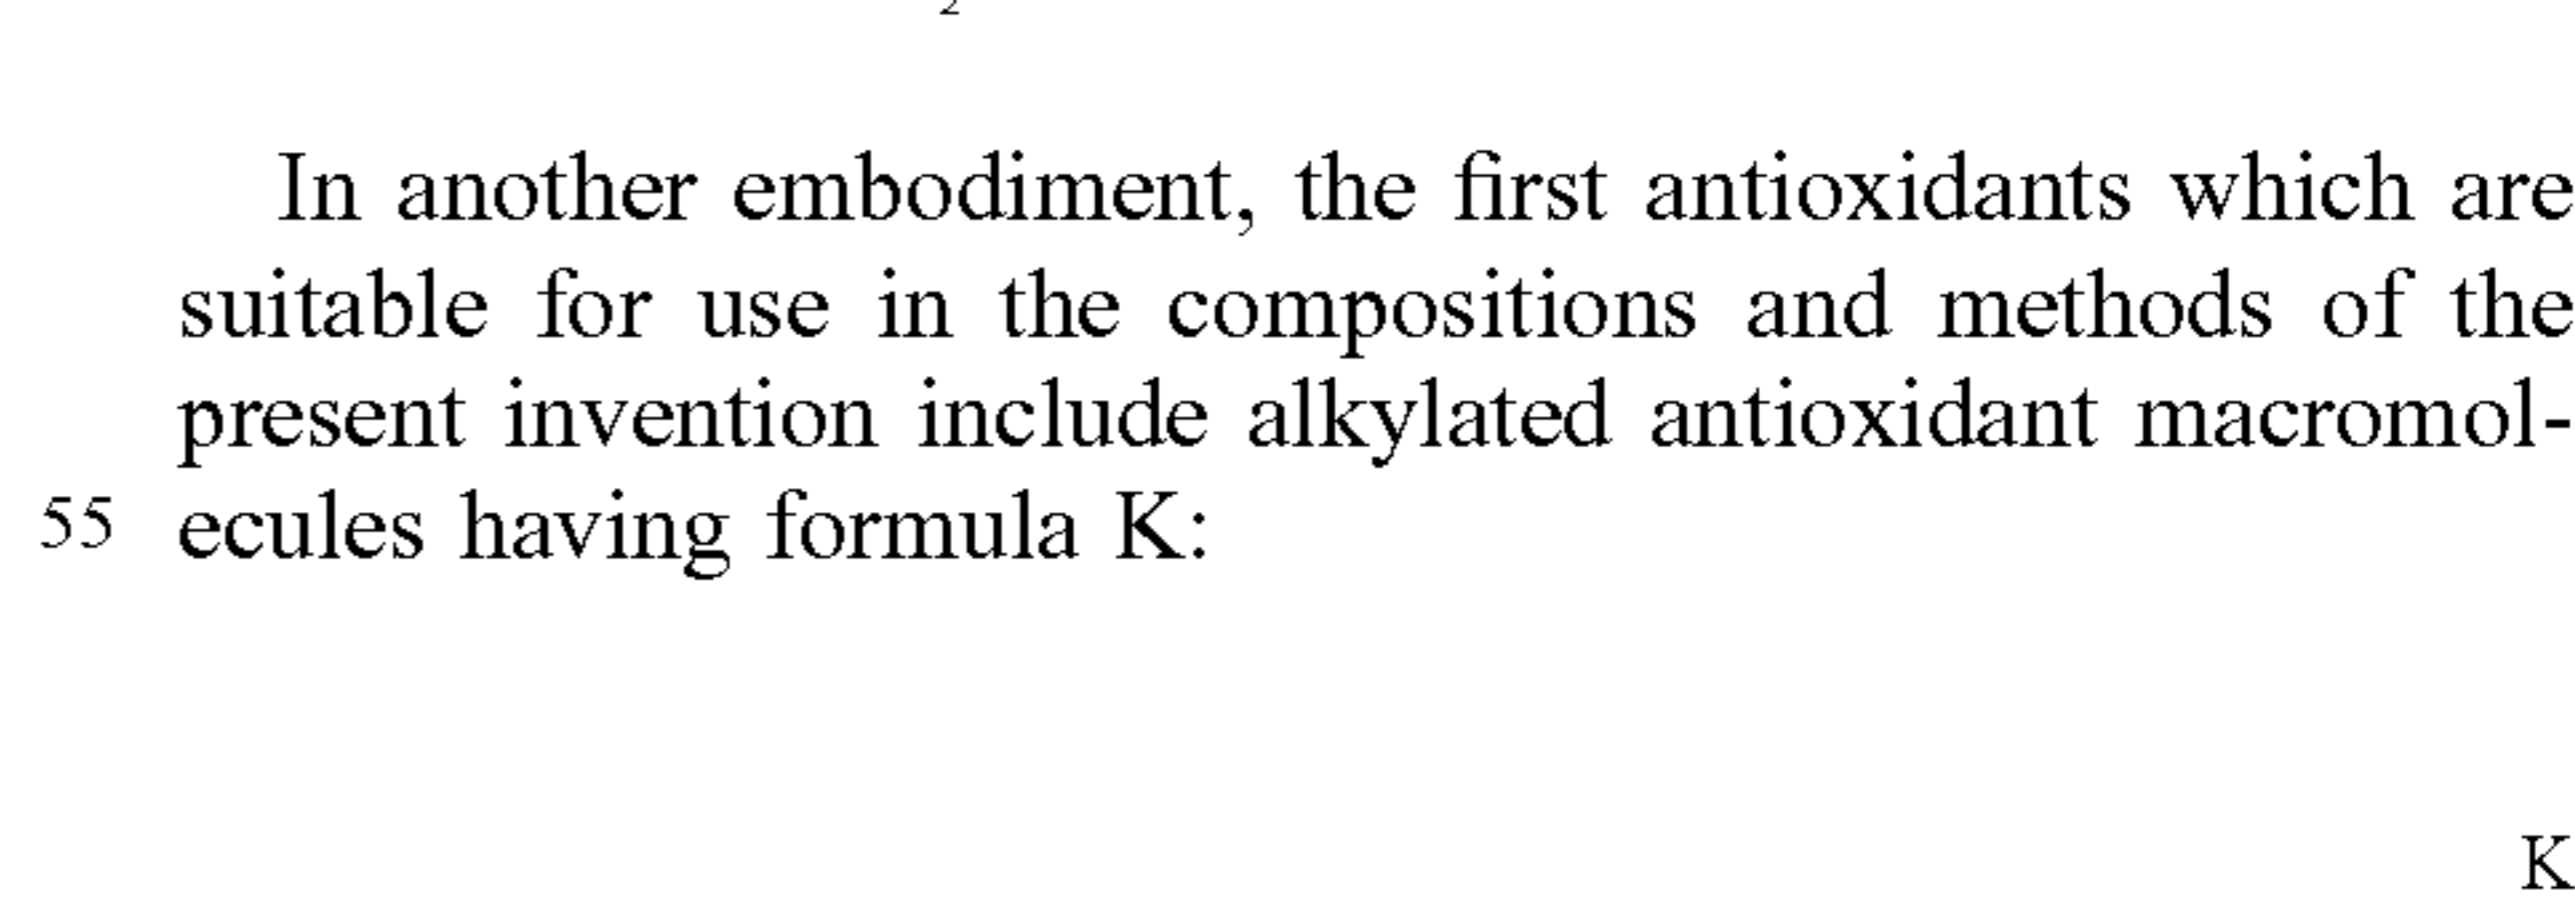 2
In another embodiment, the first antioxidants which are
suitable for use in the compositions and methods of the
present invention include alkylated antioxidant macromol-
55 ecules having formula K:
K